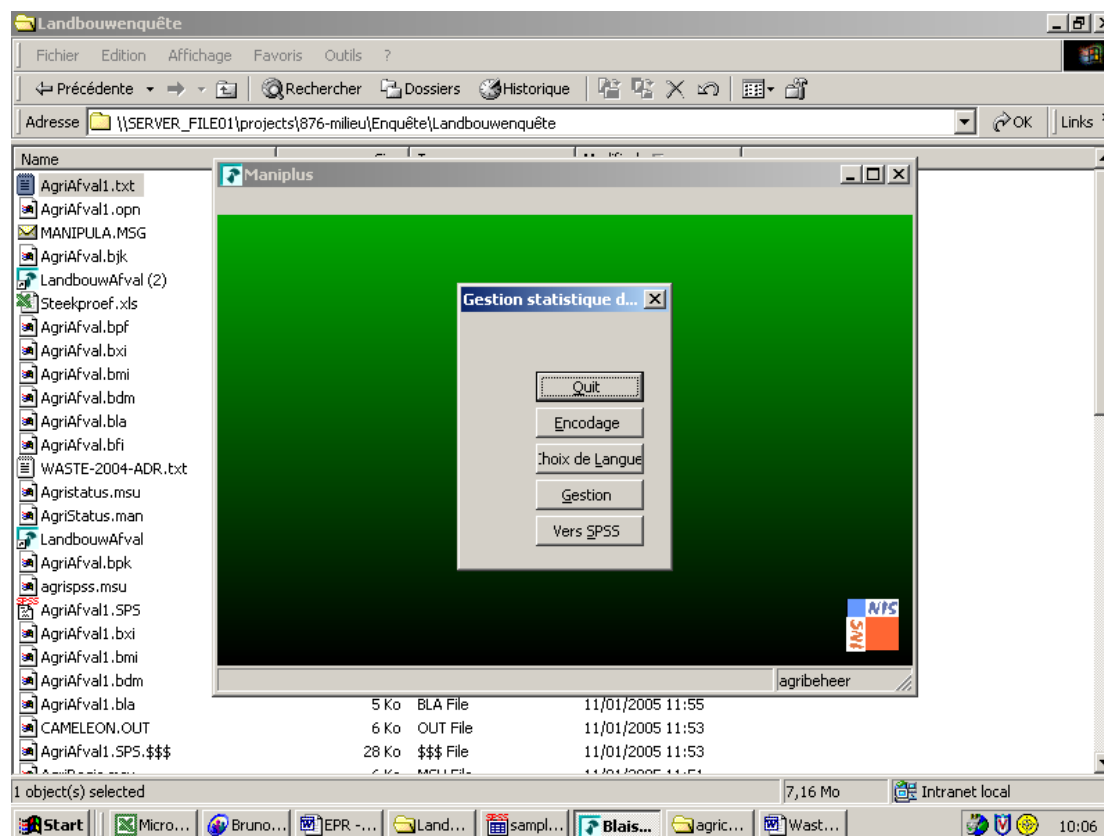 Landbouwenquête
Fichier Edition Affichage Favoris Outils ?
Précédente Rechercher Dossiers Historique
Adresse \\SERVER_FILE01\projects\876-milieu\Enquête\Landbouwenquête OK Links
Name
AgriAfval1.txt
AgriAfval1.opn
MANIPULA.MSG
AgriAfval.bjk
LandbouwAfval (2)
Steekproef.xls
AgriAfval.bpf
AgriAfval.bxi
AgriAfval.bmi
AgriAfval.bdm
AgriAfval.bla
AgriAfval.bfi
WASTE-2004-ADR.txt
Agristatus.msu
AgriStatus.man
LandbouwAfval
AgriAfval.bpk
agrispss.msu
AgriAfval1.SPS
AgriAfval1.bxi
AgriAfval1.bmi
AgriAfval1.bdm
AgriAfval1.bla 5 Ko BLA File 11/01/2005 11:55
CAMELEON.OUT 6 Ko OUT File 11/01/2005 11:53
AgriAfval1.SPS.$$$ 28 Ko $$$ File 11/01/2005 11:53
Maniplus
Gestion statistique d...
Quit
Encodage
Choix de Langue
Gestion
Vers SPSS
NIS
INS
agribeheer
1 object(s) selected 7,16 Mo Intranet local
Start Micro... Bruno... EPR -... Land... sampl... Blais... agric... Wast... 10:06